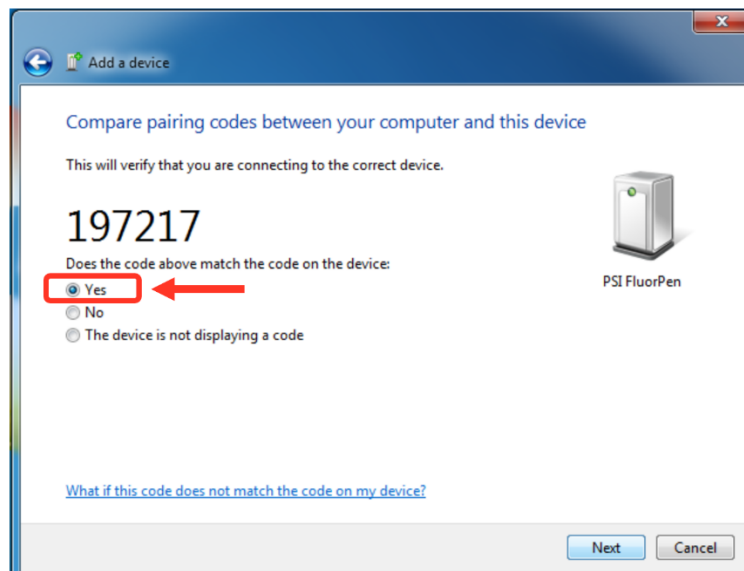 Add a device
Compare pairing codes between your computer and this device
This will verify that you are connecting to the correct device.
197217
Does the code above match the code on the device:
Yes
No
The device is not displaying a code
PSI FluorPen
What if this code does not match the code on my device?
Next
Cancel